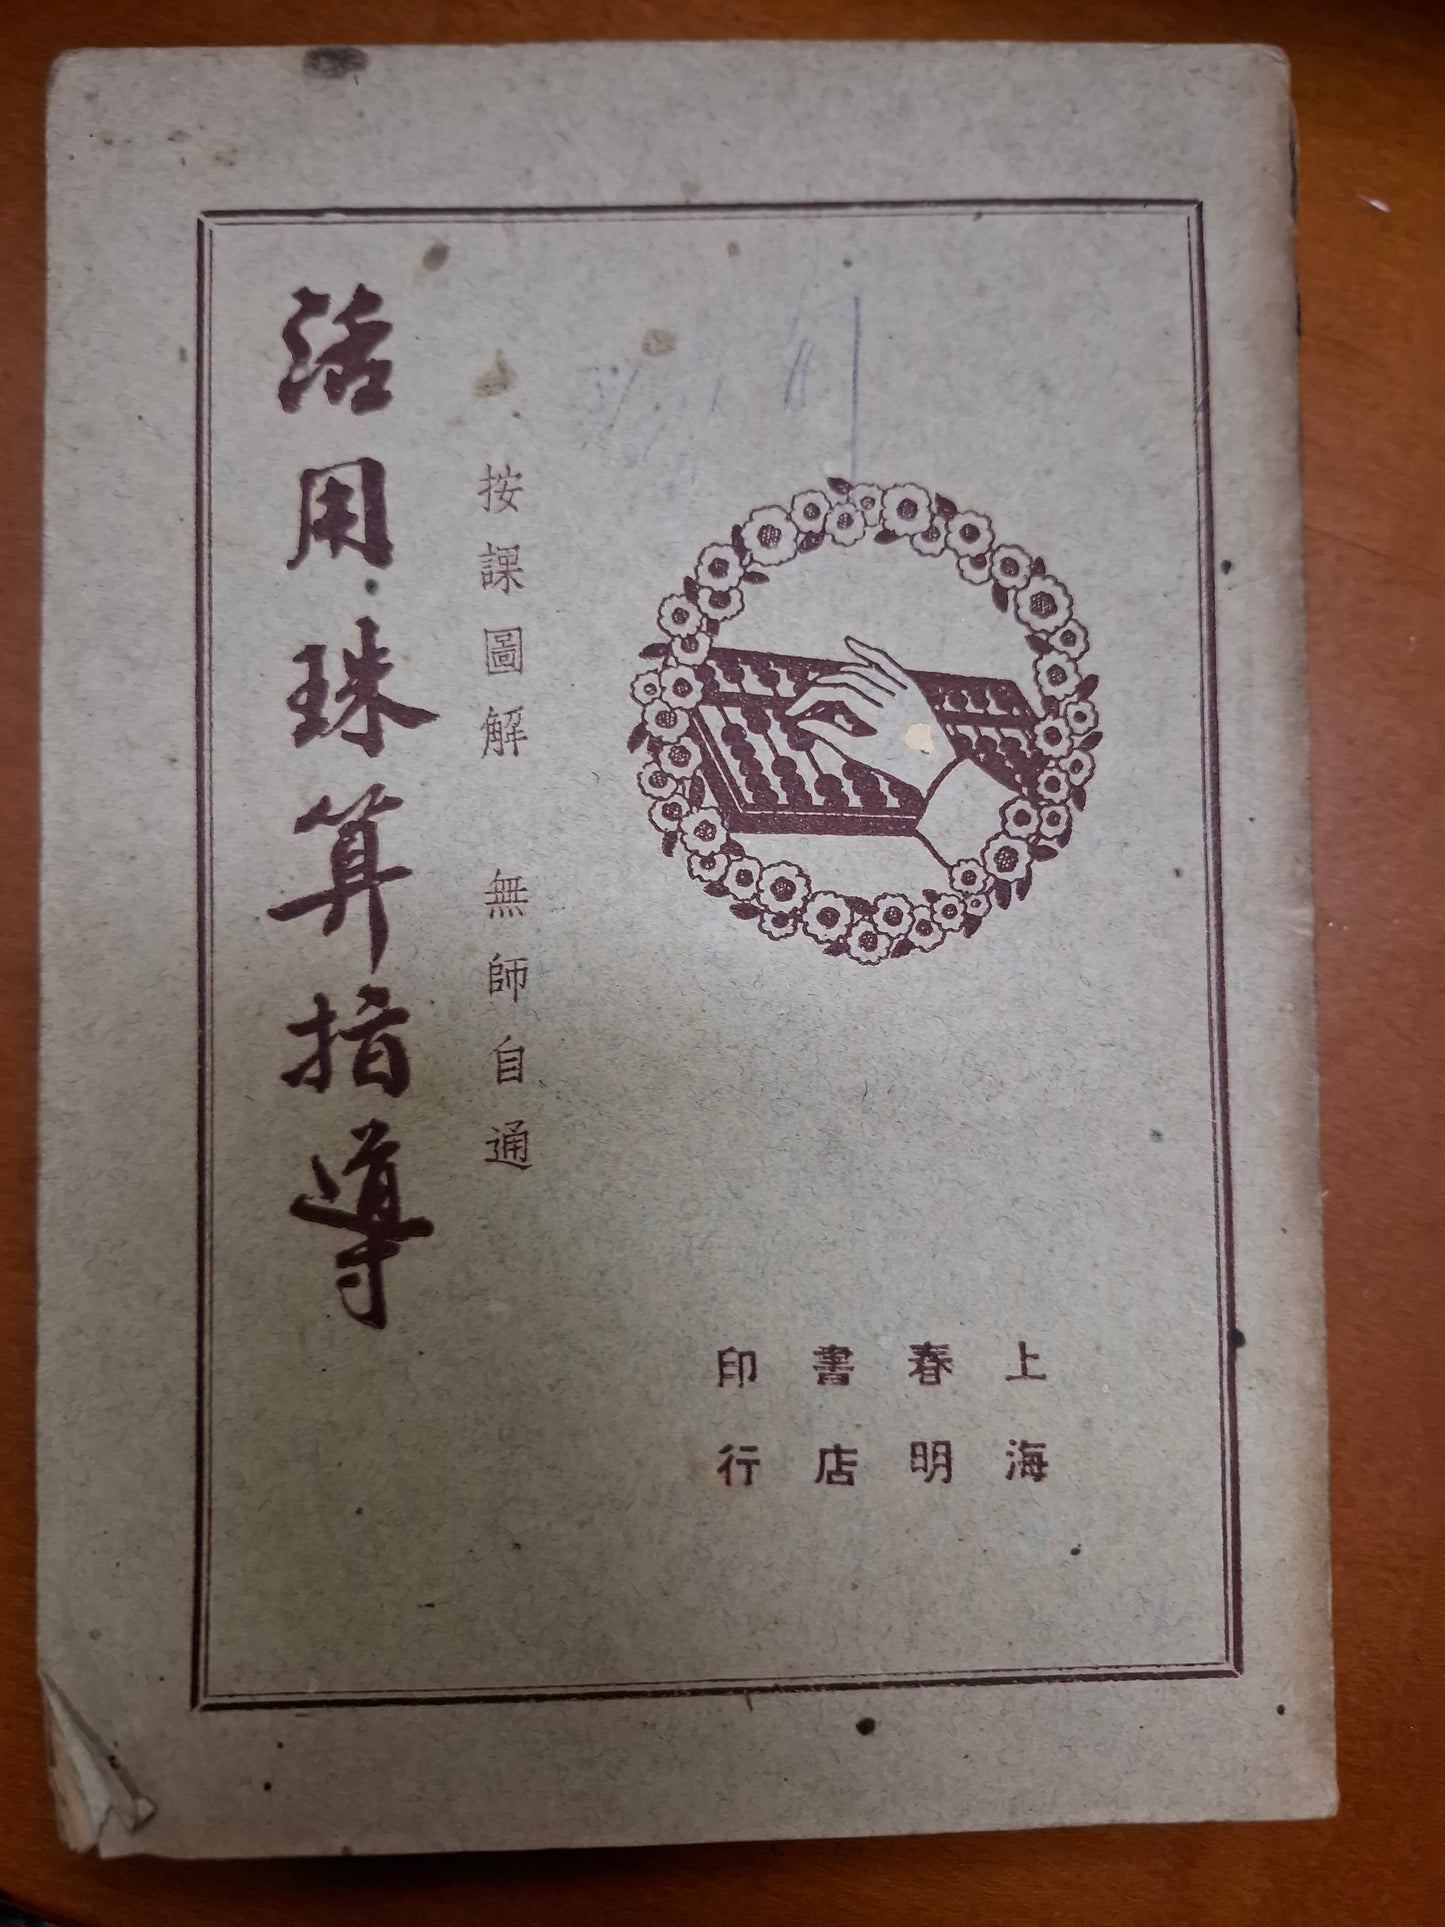 上海
春明
書店
印行
按課圖解 無師自通
活用珠算指導